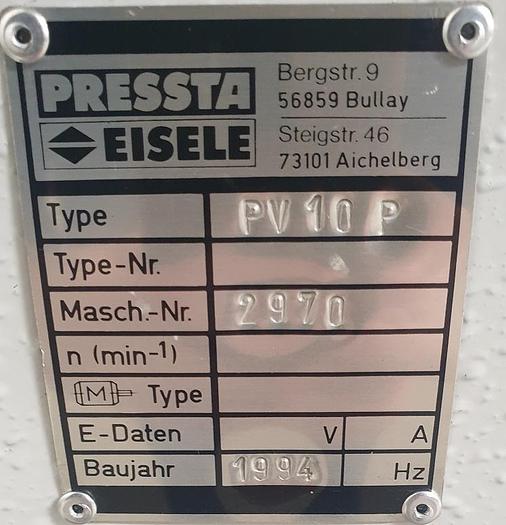 PRESSTA Bergstr. 9
56859 Bullay
EISELE Steigstr. 46
73101 Aichelberg
Type PV 10 P
Type-Nr.
Masch.-Nr. 2970
n (min-1)
M Type
E-Daten V A
Baujahr 1994 Hz